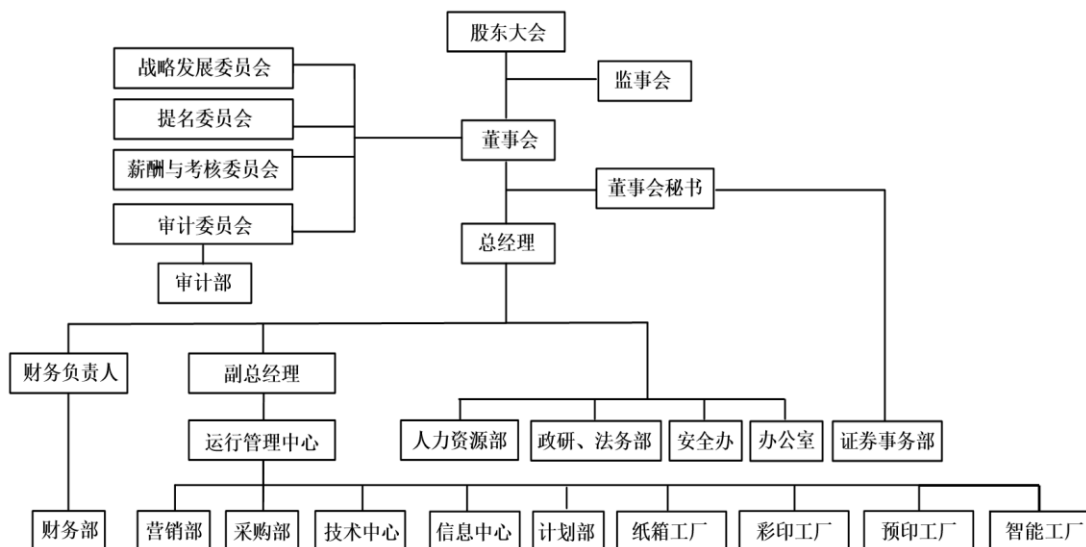 股东大会
战略发展委员会
监事会
提名委员会
董事会
薪酬与考核委员会
董事会秘书
审计委员会
总经理
审计部
财务负责人
副总经理
运行管理中心
人力资源部
政研、法务部
安全办
办公室
证券事务部
财务部
营销部
采购部
技术中心
信息中心
计划部
纸箱工厂
彩印工厂
预印工厂
智能工厂